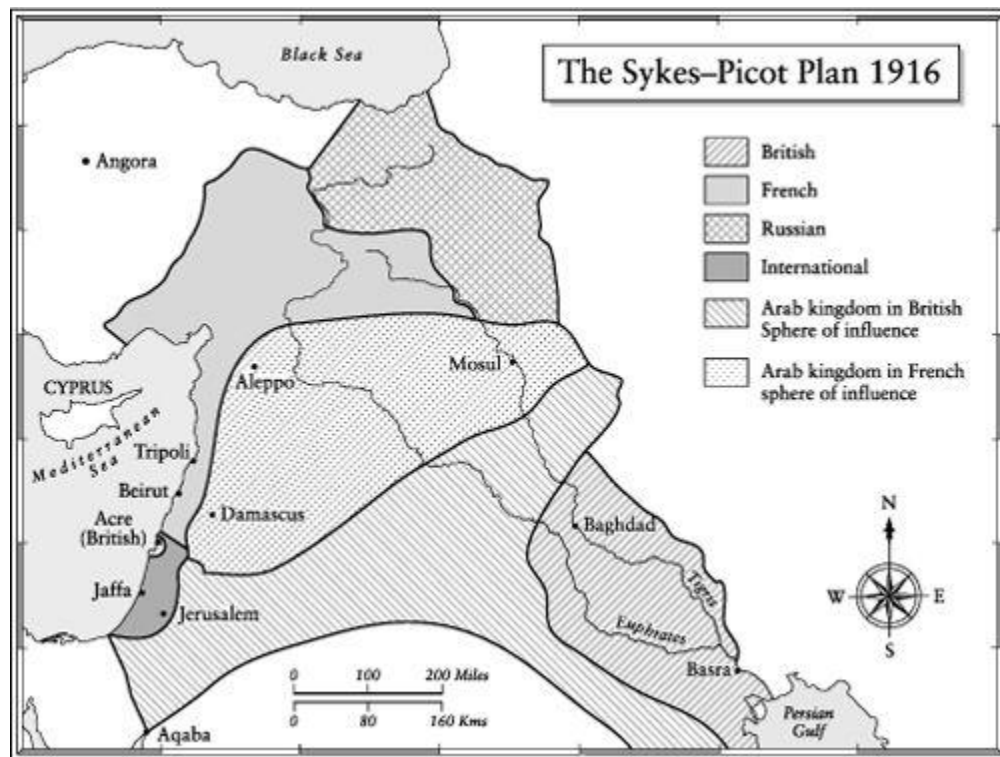 The Sykes–Picot Plan 1916
Black Sea
Angora
British
French
Russian
International
Arab kingdom in British
Sphere of influence
Arab kingdom in French
sphere of influence
CYPRUS
Mediterranean
Sea
Aleppo
Mosul
Tripoli
Beirut
Damascus
Acre
(British)
Baghdad
Jaffa
Jerusalem
Tigris
Euphrates
Basra
Persian
Gulf
Aqaba
0 100 200 Miles
0 80 160 Kms
N
W E
S